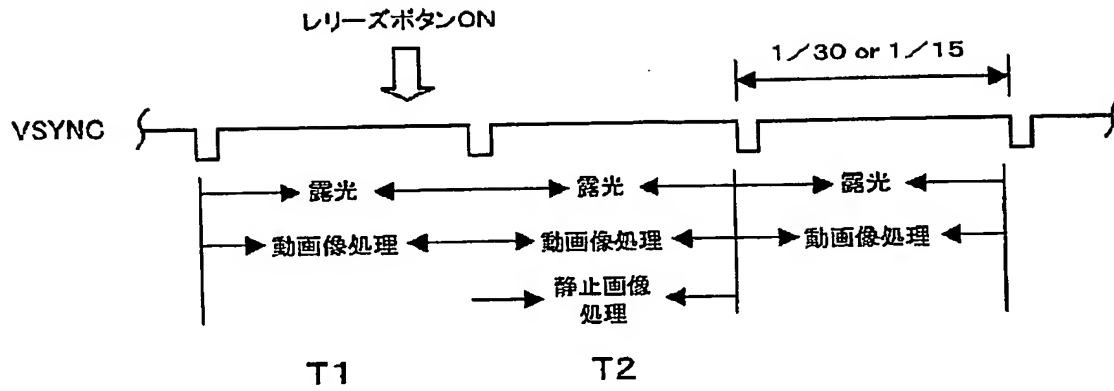 レリーズボタンON
1/30 or 1/15
VSYNC
露光 露光 露光
動画像処理 動画像処理 動画像処理
静止画像
処理
T1 T2